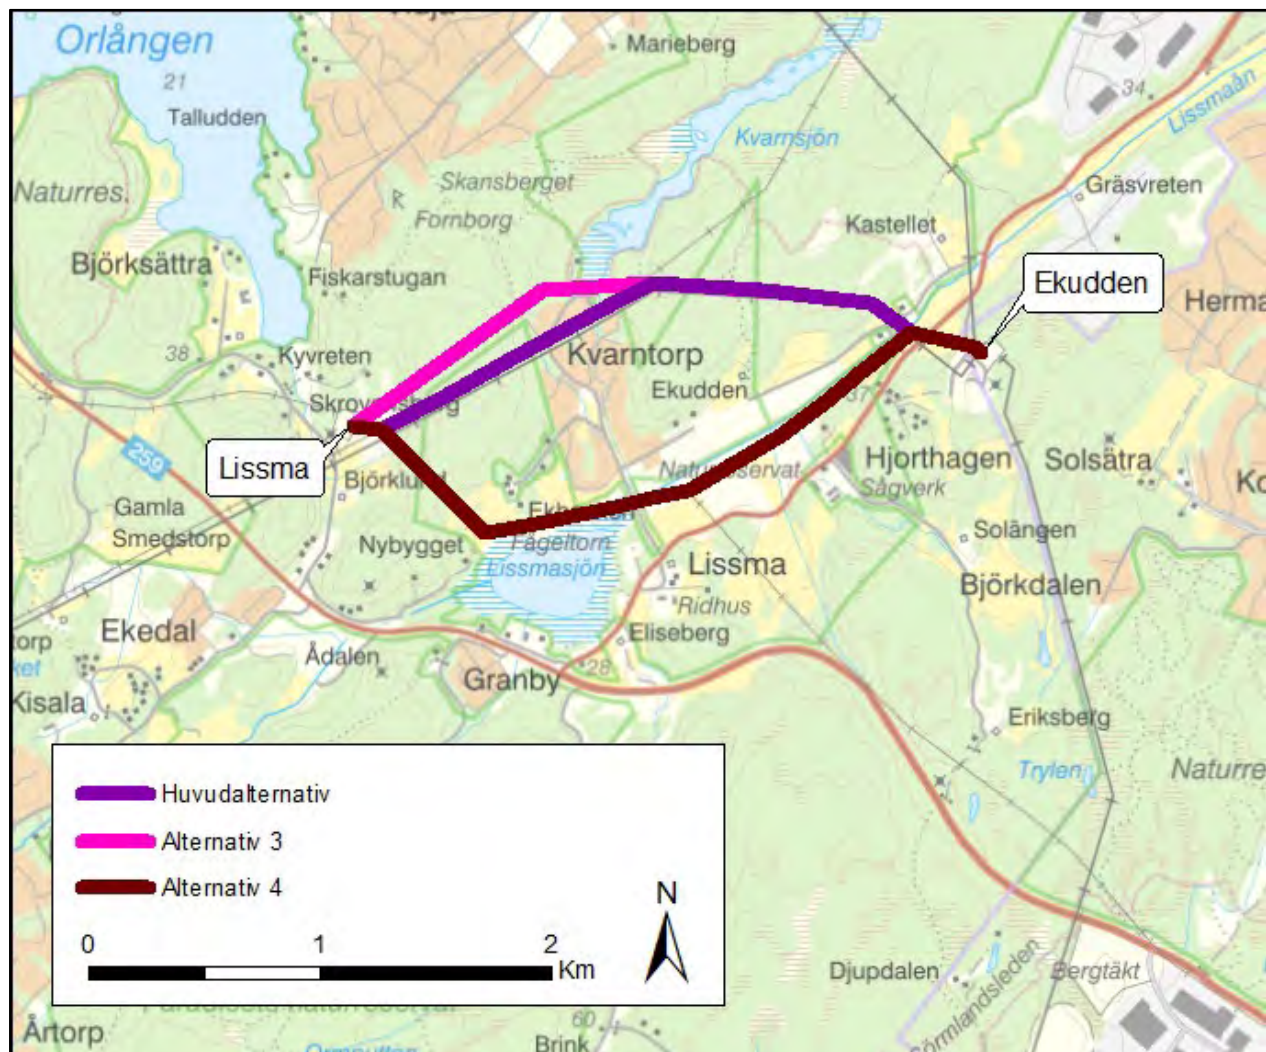 Orlången
21
Marieberg
Talludden
Kvarnsjön
34
Lissmaån
Naturres.
Skansberget
Fornborg
Gräsvreten
Kastellet
Björksättra
Fiskarstugan
Ekudden
38
Kyvreten
Kvarntorp
Ekudden
37
Lissma
Björklund
Naturreservat
Hjorthagen
Solsätra
Sågverk
Gamla
Smedstorp
259
Nybygget
Fågeltorn
Lissmasjön
Lissma
Solängen
Björkdalen
Ridhus
Ekedal
Eliseberg
Ådalen
28
Granby
Kisala
Eriksberg
Trylen
Huvudalternativ
Alternativ 3
Alternativ 4
N
0 1 2
Km
Djupdalen
Sörmlandsleden
Bergtäkt
Årtorp
60
Brink